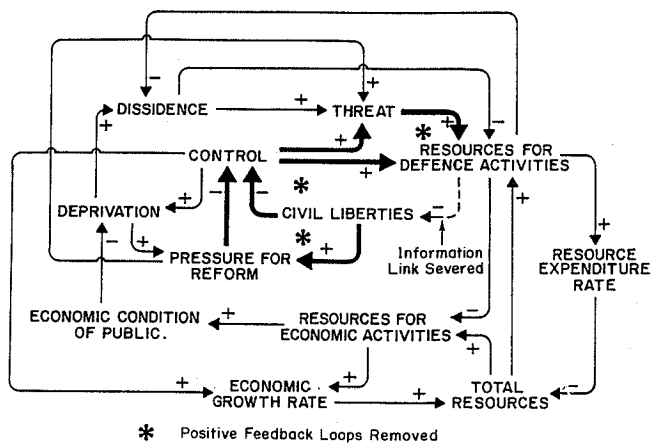 DISSIDENCE
THREAT
CONTROL
RESOURCES FOR
DEFENCE ACTIVITIES
DEPRIVATION
CIVIL LIBERTIES
PRESSURE FOR
REFORM
Information
Link Severed
RESOURCE
EXPENDITURE
RATE
ECONOMIC CONDITION
OF PUBLIC.
RESOURCES FOR
ECONOMIC ACTIVITIES
ECONOMIC
GROWTH RATE
TOTAL
RESOURCES
* Positive Feedback Loops Removed